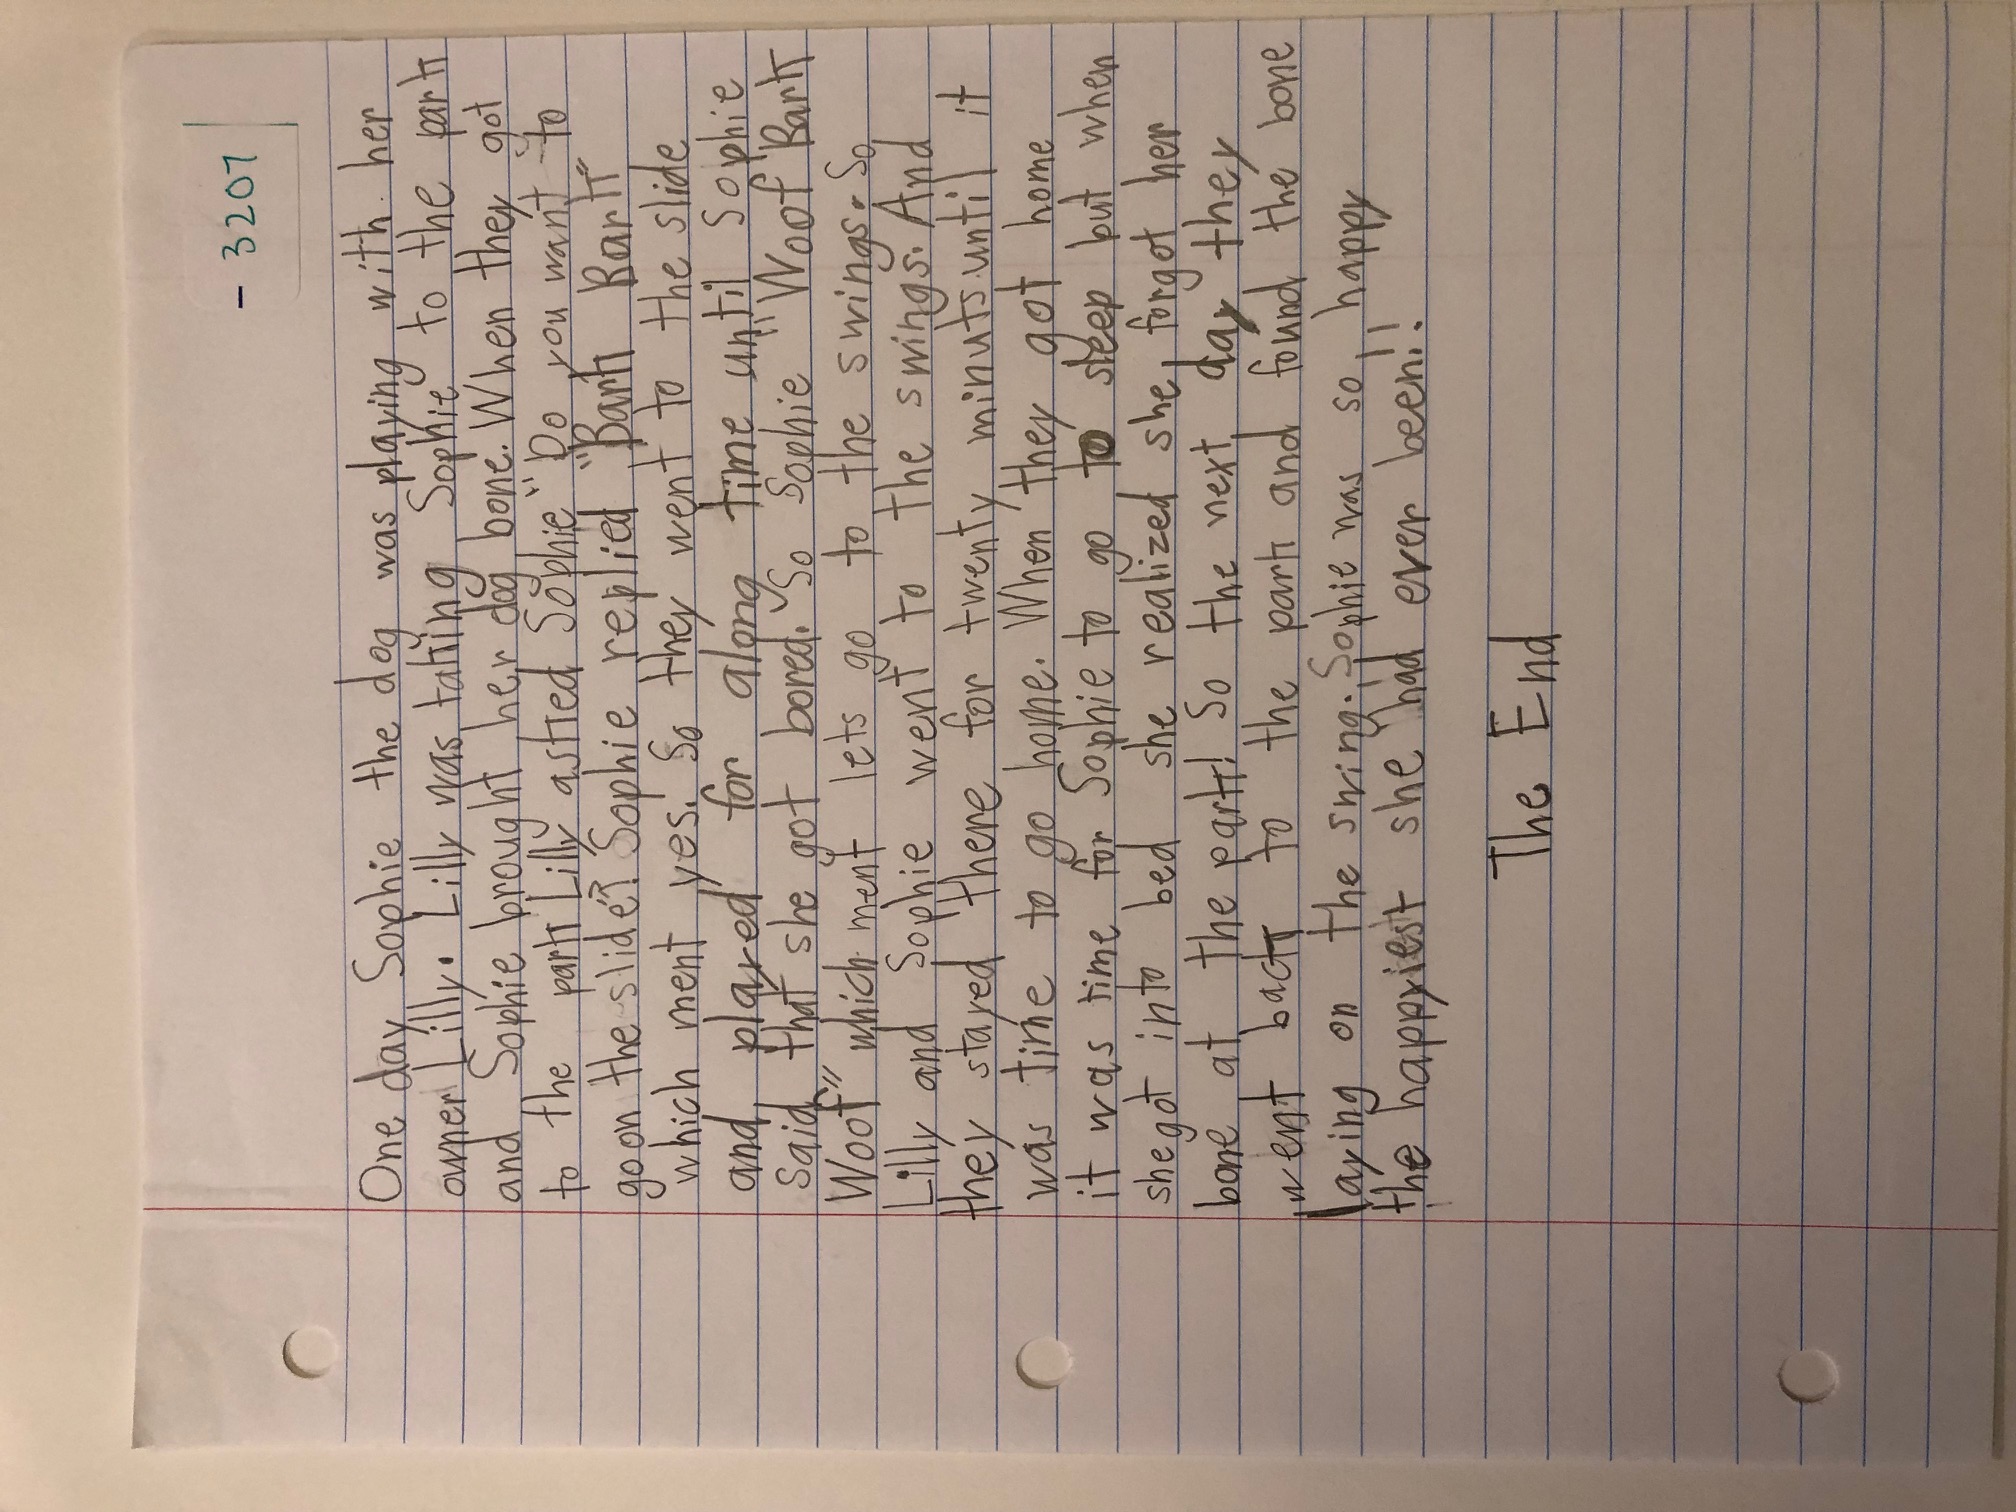 - 3207
One day Sophie the dog was playing with her
owner Lilly. Lilly was taking Sophie to the park
and Sophie brought her dog bone. When they got
to the park Lilly asked Sophie "Do you want to
go on the slide"? Sophie replied "Bark Bark"
which ment yes. So they went to the slide
and played for along time until Sophie
said that she got bored. So Sophie "Woof Bark
Woof" which ment lets go to the swings. So
Lilly and Sophie went to the swings. And
they stayed there for twenty minuts until it
was time to go home. When they got home
it was time for Sophie to go to sleep but when
she got into bed she realized she forgot her
bone at the park! So the next day they
went back to the park and found the bone
laying on the swing. Sophie was so happy
the happyiest she had ever been!!
The End